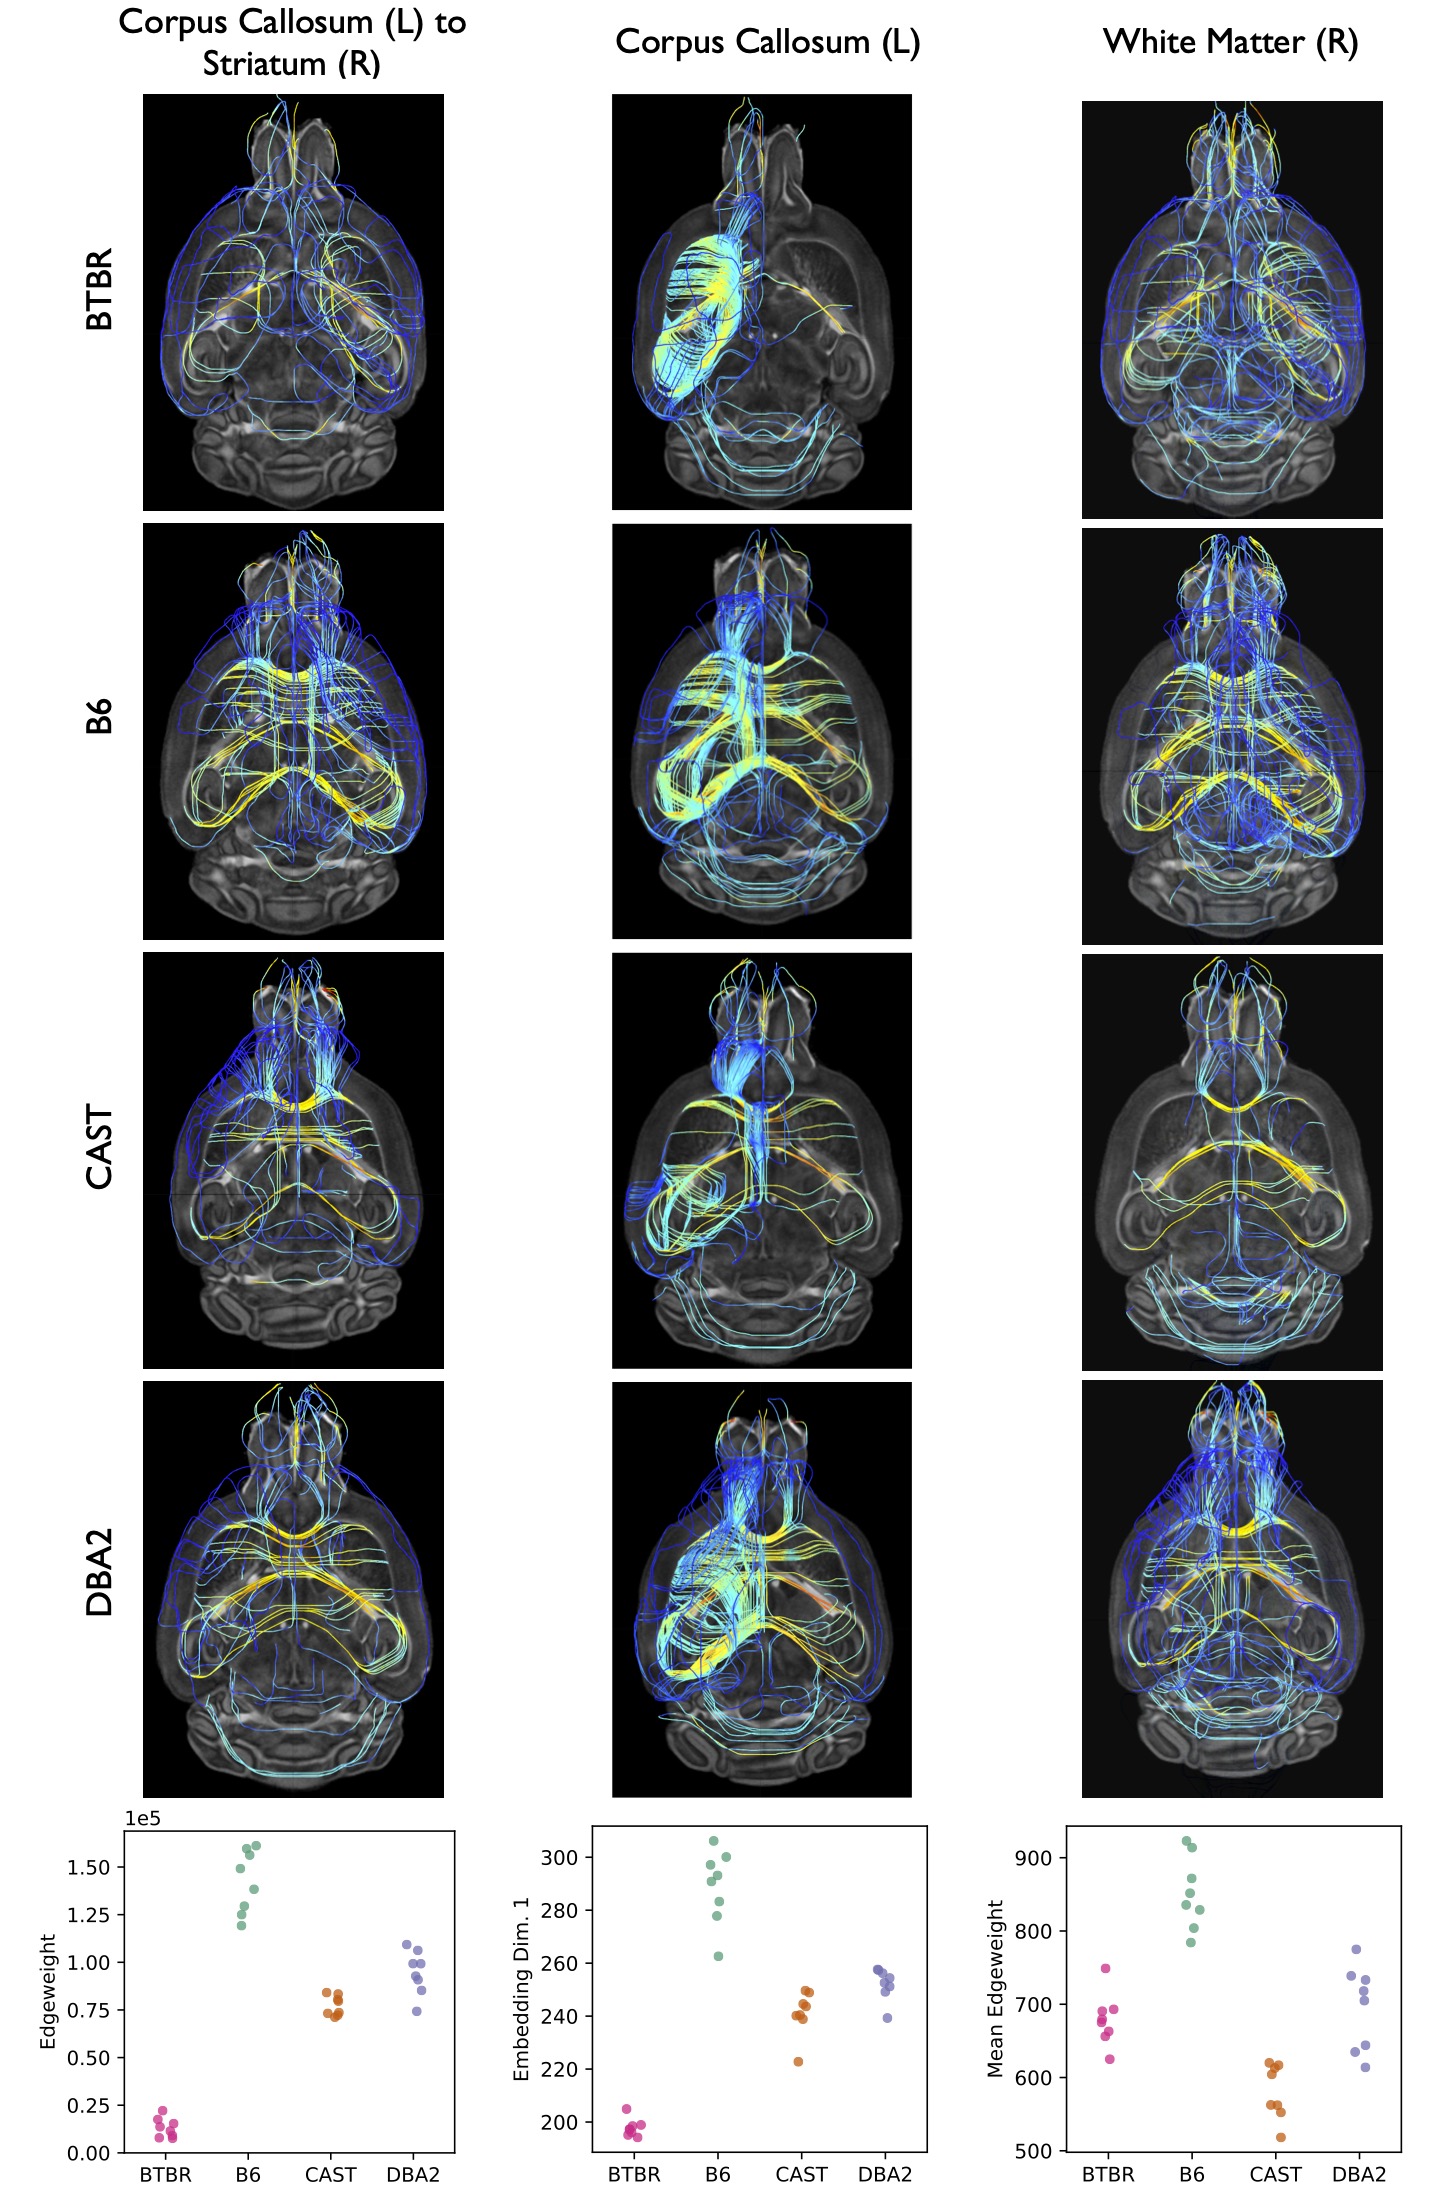 Corpus Callosum (L) to
Striatum (R)
Corpus Callosum (L)
White Matter (R)
BTBR
B6
CAST
DBA2
1e5
Edgeweight
1.50
1.25
1.00
0.75
0.50
0.25
0.00
BTBR B6 CAST DBA2
Embedding Dim. 1
300
280
260
240
220
200
BTBR B6 CAST DBA2
Mean Edgeweight
900
800
700
600
500
BTBR B6 CAST DBA2